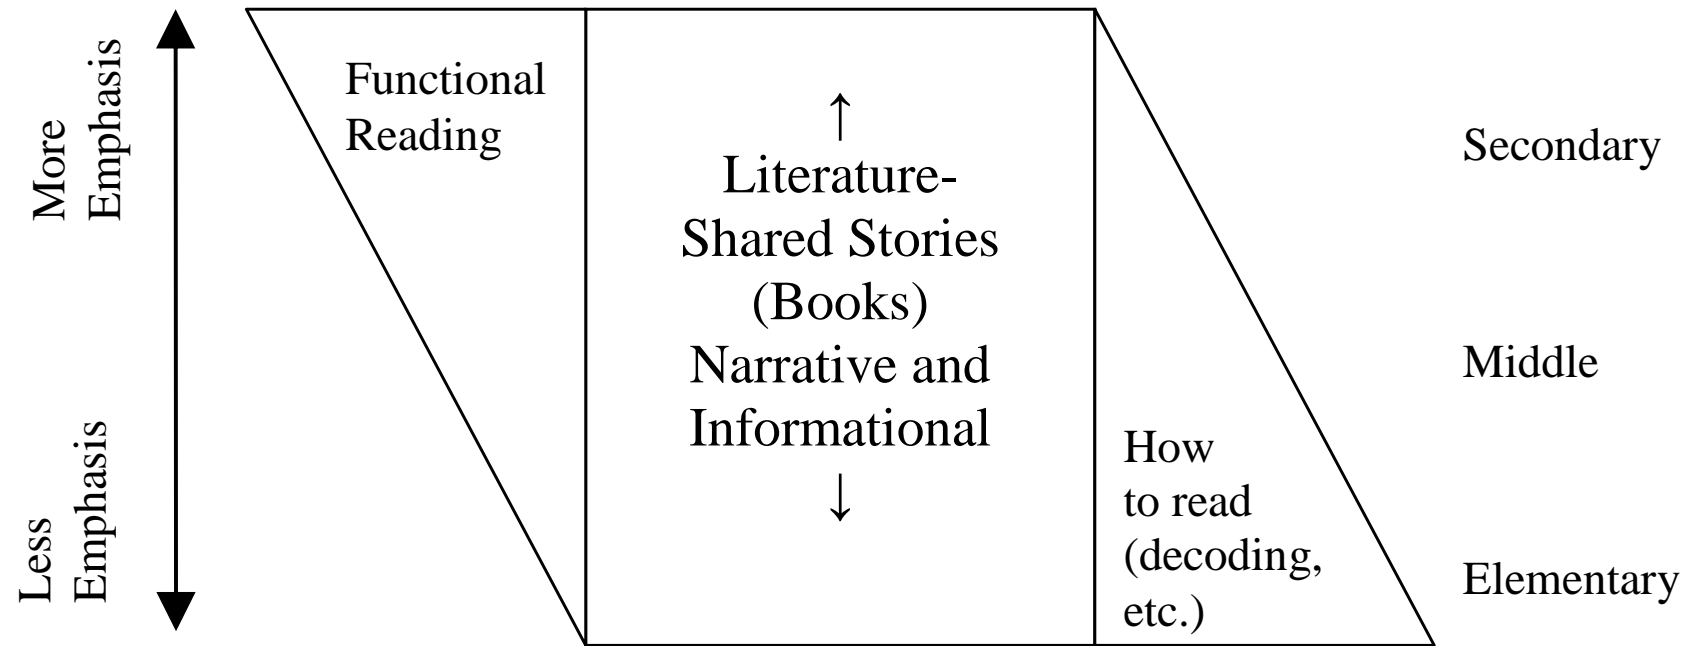 More
Emphasis
Less
Emphasis
Functional
Reading
↑
Literature-
Shared Stories
(Books)
Narrative and
Informational
↓
How
to read
(decoding,
etc.)
Secondary
Middle
Elementary